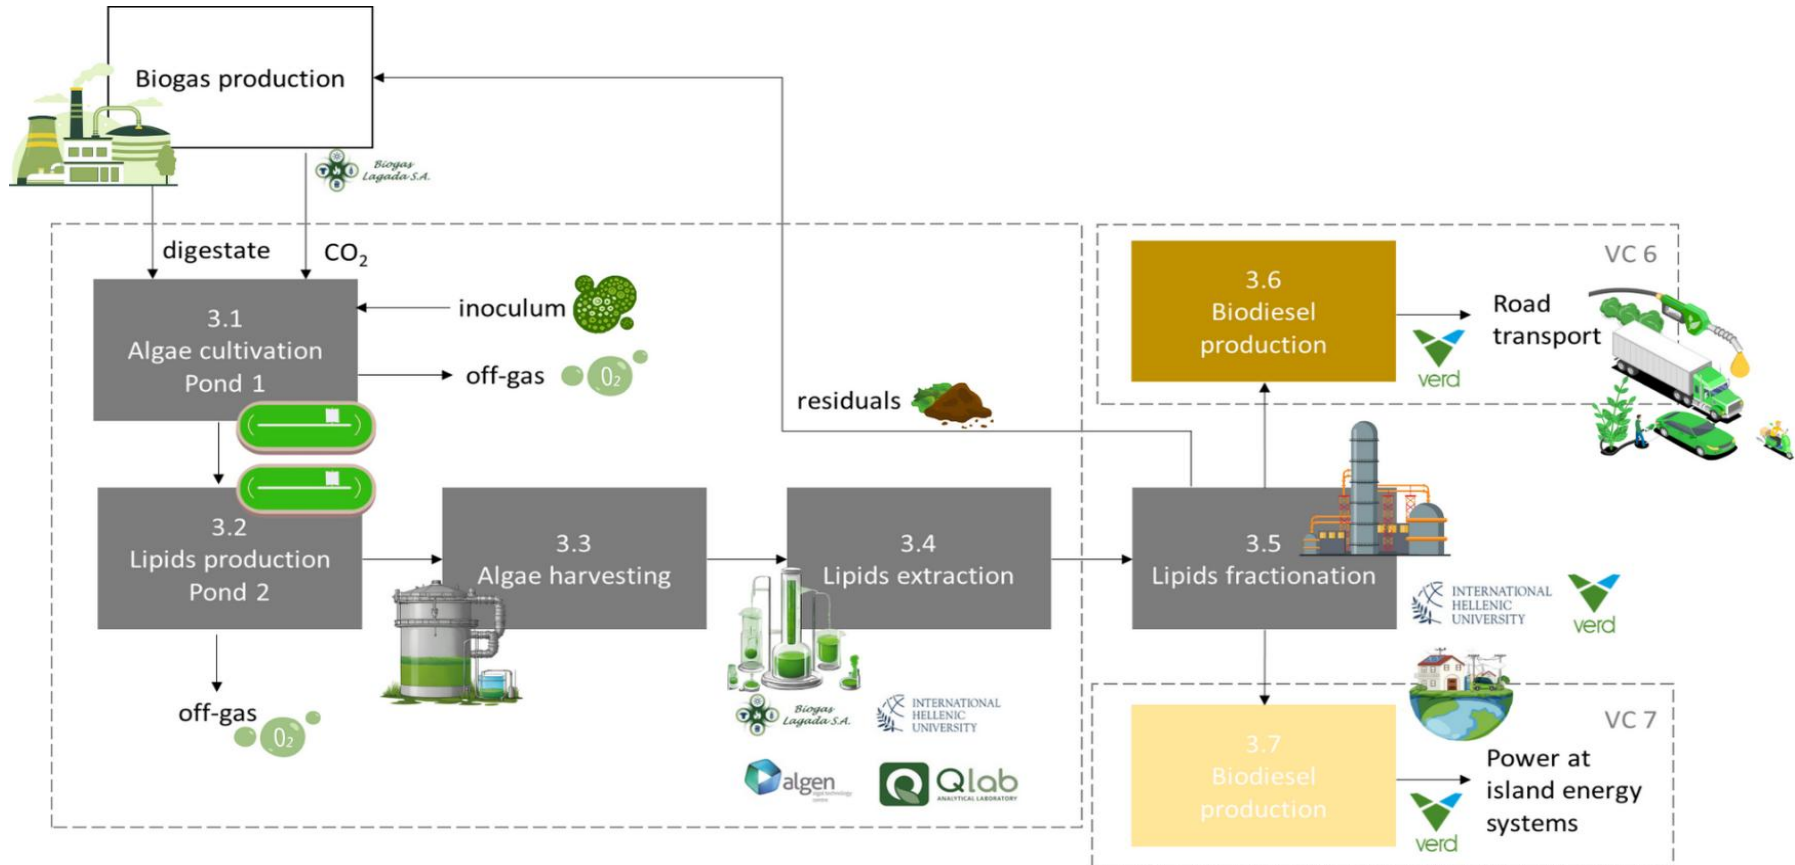 Biogas production
Biogas
Lagada S.A.
digestate
CO₂
3.1
Algae cultivation
Pond 1
inoculum
off-gas
O₂
residuals
3.2
Lipids production
Pond 2
off-gas
O₂
3.3
Algae harvesting
3.4
Lipids extraction
Biogas
Lagada S.A.
INTERNATIONAL
HELLENIC
UNIVERSITY
algen
algal technology
centre
Qlab
ANALYTICAL LABORATORY
3.5
Lipids fractionation
INTERNATIONAL
HELLENIC
UNIVERSITY
verd
VC 6
3.6
Biodiesel
production
verd
Road
transport
VC 7
3.7
Biodiesel
production
verd
Power at
island energy
systems